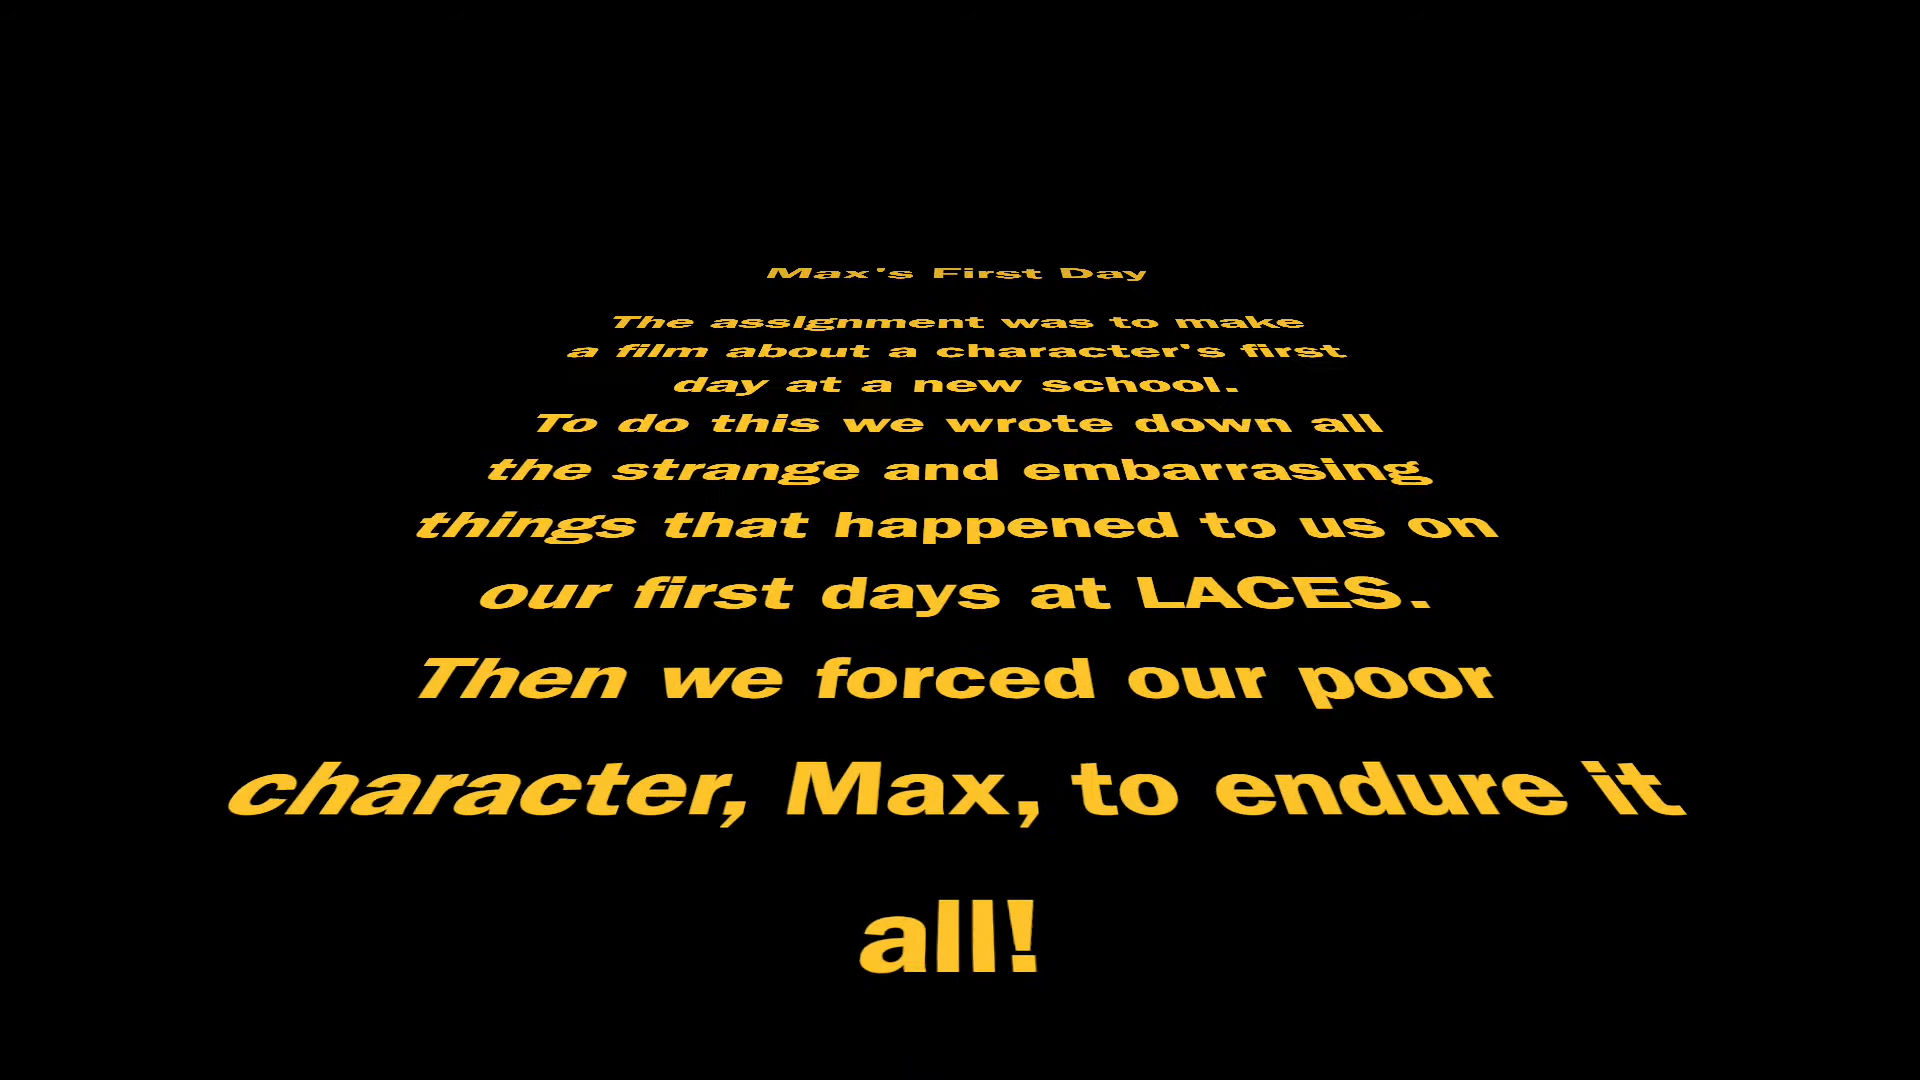 Max's First Day
The assignment was to make
a film about a character's first
day at a new school.
To do this we wrote down all
the strange and embarrasing
things that happened to us on
our first days at LACES.
Then we forced our poor
character, Max, to endure it
all!